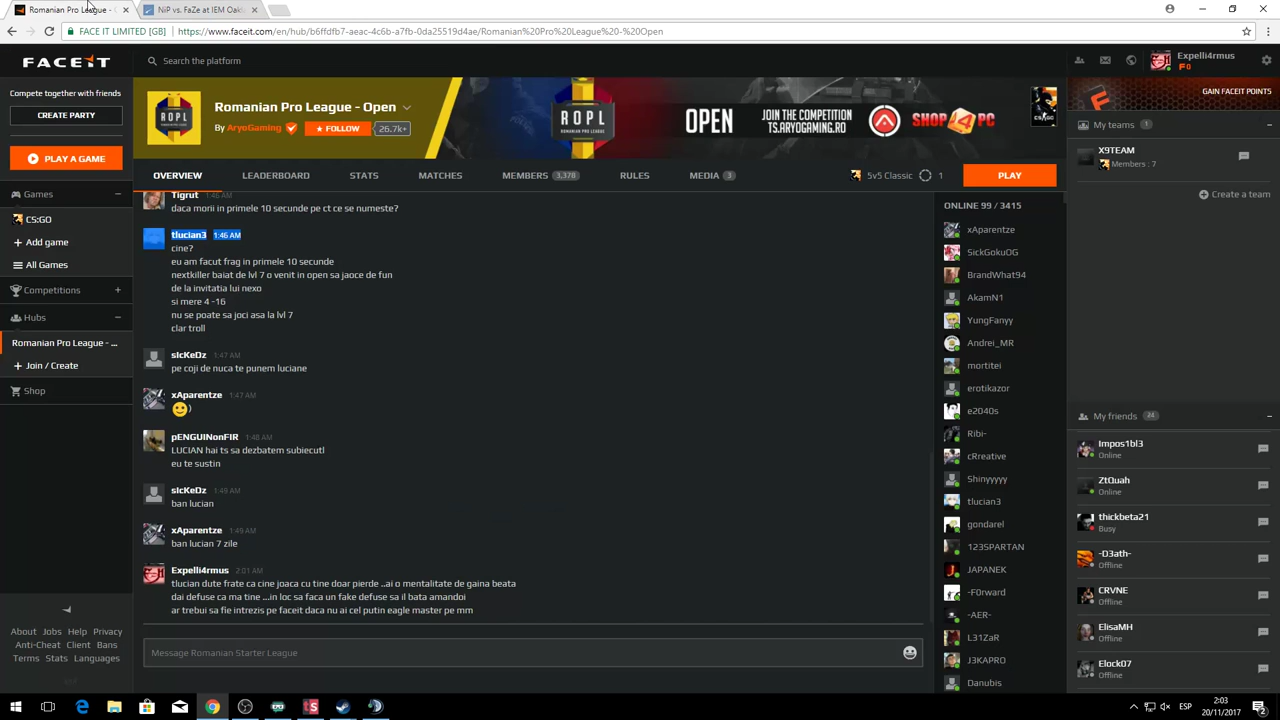 Romanian Pro League - C
NiP vs. FaZe at IEM Oakl
FACE IT LIMITED [GB]
https://www.faceit.com/en/hub/b6ffdfb7-aeac-4c6b-a7fb-0da25519d4ae/Romanian%20Pro%20League%20-%20Open
FACEIT
Search the platform
Expelli4rmus
0
Compete together with friends
CREATE PARTY
PLAY A GAME
Games
CS:GO
Add game
All Games
Competitions
Hubs
Romanian Pro League - ...
Join / Create
Shop
About Jobs Help Privacy
Anti-Cheat Client Bans
Terms Stats Languages
ROPL
Romanian Pro League - Open
By AryoGaming
FOLLOW
26.7k+
ROPL
ROMANIAN PRO LEAGUE
OPEN
JOIN THE COMPETITION
TS.ARYOGAMING.RO
SHOP4PC
CS:GO
OVERVIEW
LEADERBOARD
STATS
MATCHES
MEMBERS 3,378
RULES
MEDIA 3
5v5 Classic
1
PLAY
Tigrut 1:46 AM
daca morii in primele 10 secunde pe ct ce se numeste?
tlucian3 1:46 AM
cine?
eu am facut frag in primele 10 secunde
nextkiller baiat de lvl 7 o venit in open sa jaoce de fun
de la invitatia lui nexo
si mere 4 -16
nu se poate sa joci asa la lvl 7
clar troll
slcKeDz 1:47 AM
pe coji de nuca te punem luciane
xAparentze 1:47 AM
)
pENGUINonFIR 1:48 AM
LUCIAN hai ts sa dezbatem subiecutl
eu te sustin
slcKeDz 1:49 AM
ban lucian
xAparentze 1:49 AM
ban lucian 7 zile
Expelli4rmus 2:01 AM
tlucian dute frate ca cine joaca cu tine doar pierde ..ai o mentalitate de gaina beata
dai defuse ca ma tine ...in loc sa faca un fake defuse sa il bata amandoi
ar trebui sa fie intrezis pe faceit daca nu ai cel putin eagle master pe mm
Message Romanian Starter League
ONLINE 99 / 3415
xAparentze
SickGokuOG
BrandWhat94
AkamN1
YungFanyy
Andrei_MR
mortitei
erotikazor
e2040s
Ribi-
cRreative
Shinyyyyy
tlucian3
gondarel
123SPARTAN
JAPANEK
-F0rward
-AER-
L31ZaR
J3KAPRO
Danubis
GAIN FACEIT POINTS
My teams 1
X9TEAM
Members : 7
Create a team
My friends 24
Impos1bl3
Online
ZtQuah
Online
thickbeta21
Busy
-D3ath-
Offline
CRVNE
Offline
ElisaMH
Offline
Elock07
Offline
ESP
2:03
20/11/2017
2